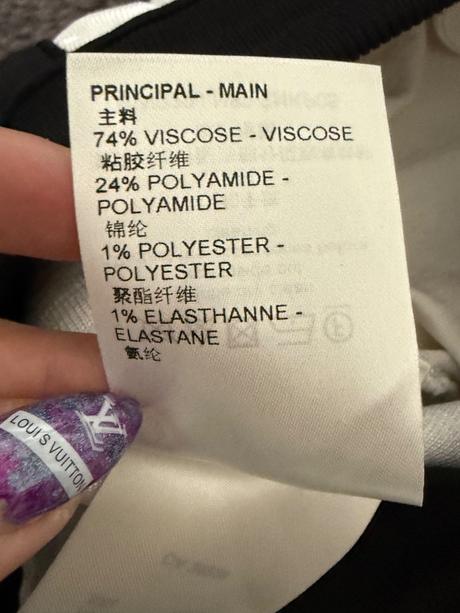 PRINCIPAL - MAIN
主料
74% VISCOSE - VISCOSE
粘胶纤维
24% POLYAMIDE -
POLYAMIDE
锦纶
1% POLYESTER -
POLYESTER
聚酯纤维
1% ELASTHANNE -
ELASTANE
氨纶
LV
LOUIS VUITTON